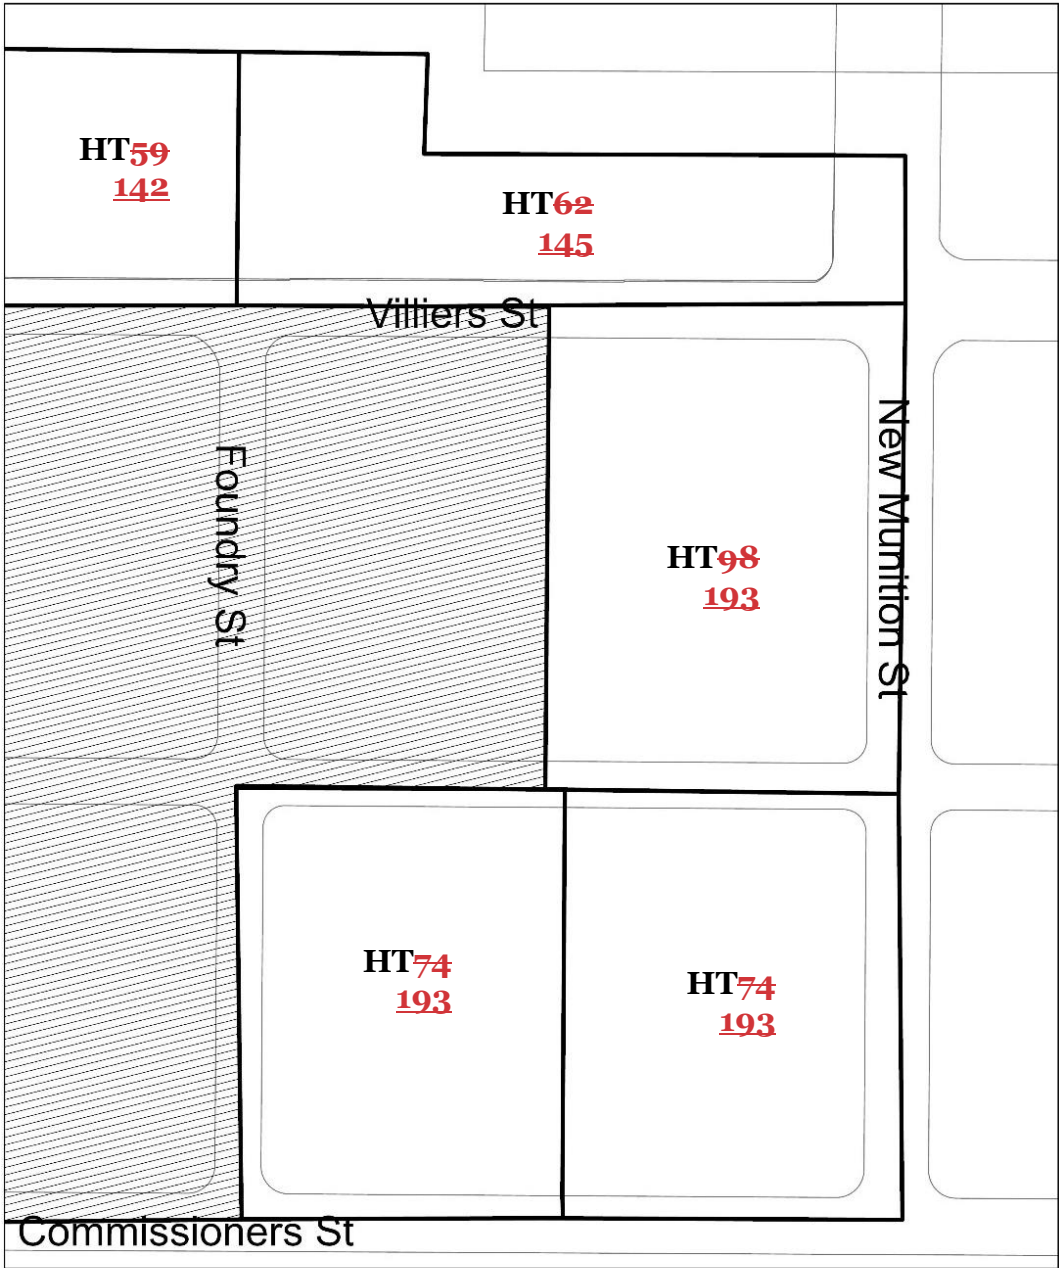 HT59
142
HT62
145
Villiers St
Foundry St
New Munition St
HT98
193
HT74
193
HT74
193
Commissioners St